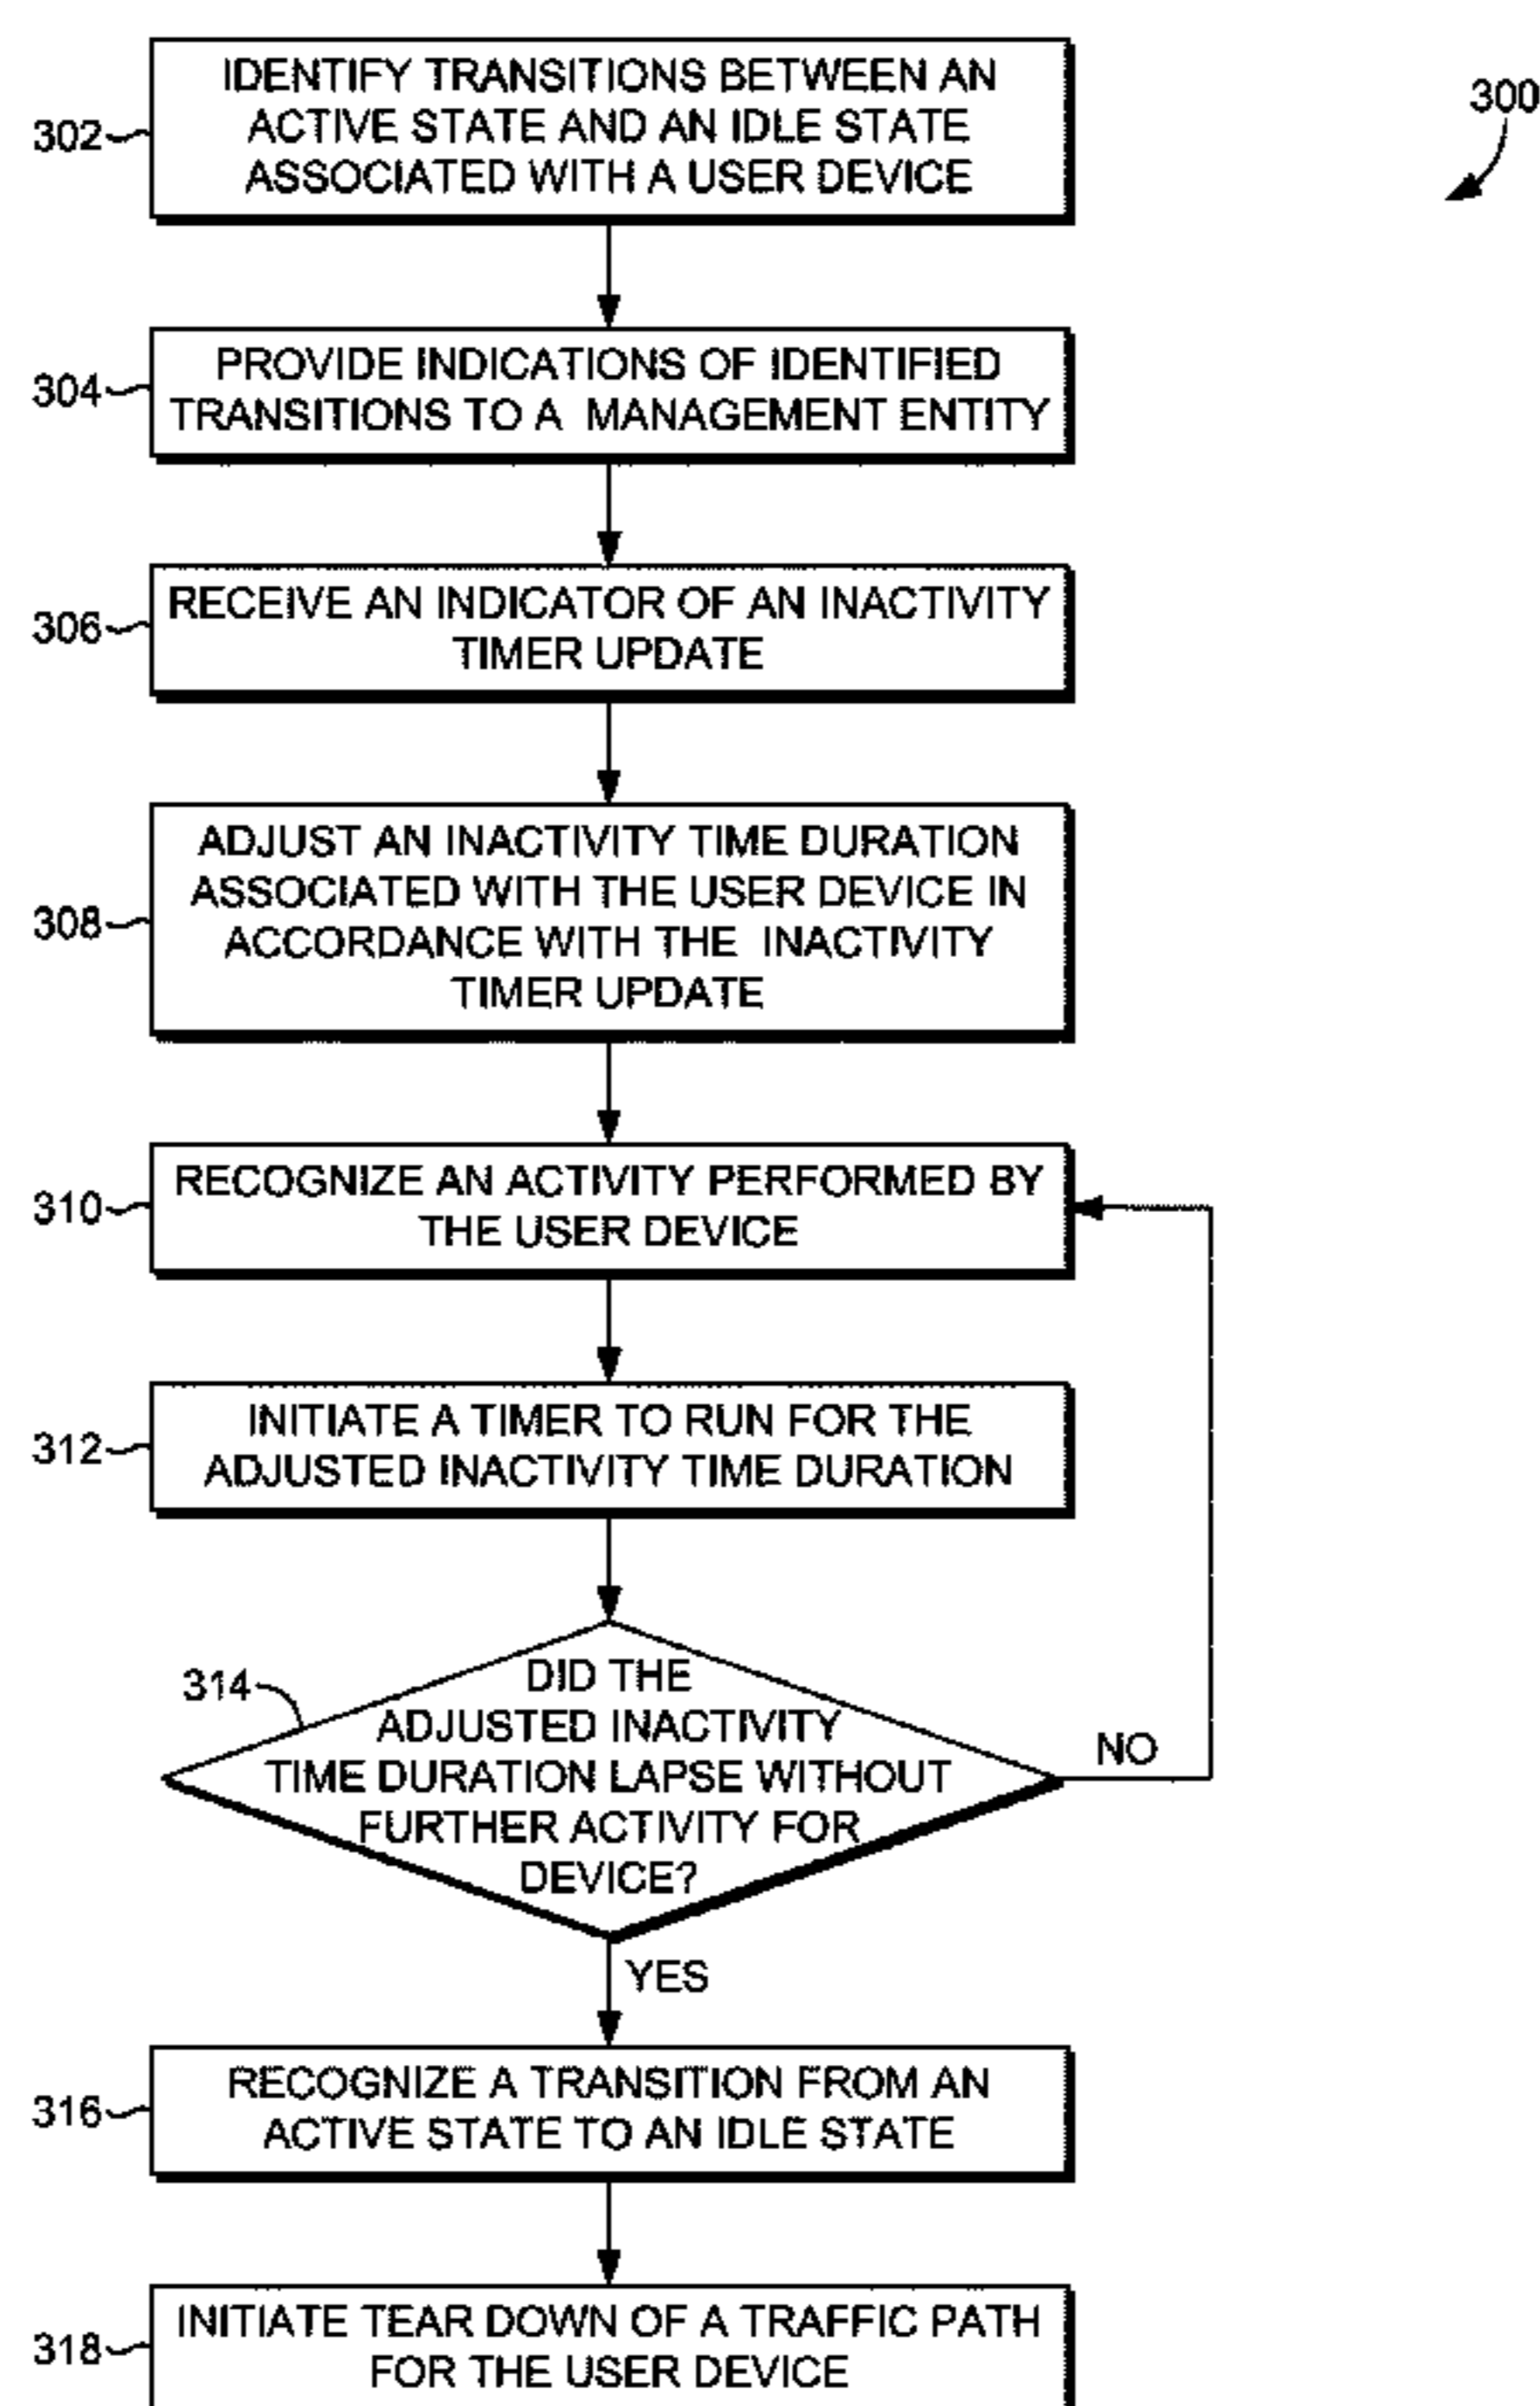 300
302
IDENTIFY TRANSITIONS BETWEEN AN
ACTIVE STATE AND AN IDLE STATE
ASSOCIATED WITH A USER DEVICE
304
PROVIDE INDICATIONS OF IDENTIFIED
TRANSITIONS TO A MANAGEMENT ENTITY
306
RECEIVE AN INDICATOR OF AN INACTIVITY
TIMER UPDATE
308
ADJUST AN INACTIVITY TIME DURATION
ASSOCIATED WITH THE USER DEVICE IN
ACCORDANCE WITH THE INACTIVITY
TIMER UPDATE
310
RECOGNIZE AN ACTIVITY PERFORMED BY
THE USER DEVICE
312
INITIATE A TIMER TO RUN FOR THE
ADJUSTED INACTIVITY TIME DURATION
314
DID THE
ADJUSTED INACTIVITY
TIME DURATION LAPSE WITHOUT
FURTHER ACTIVITY FOR
DEVICE?
NO
YES
316
RECOGNIZE A TRANSITION FROM AN
ACTIVE STATE TO AN IDLE STATE
318
INITIATE TEAR DOWN OF A TRAFFIC PATH
FOR THE USER DEVICE